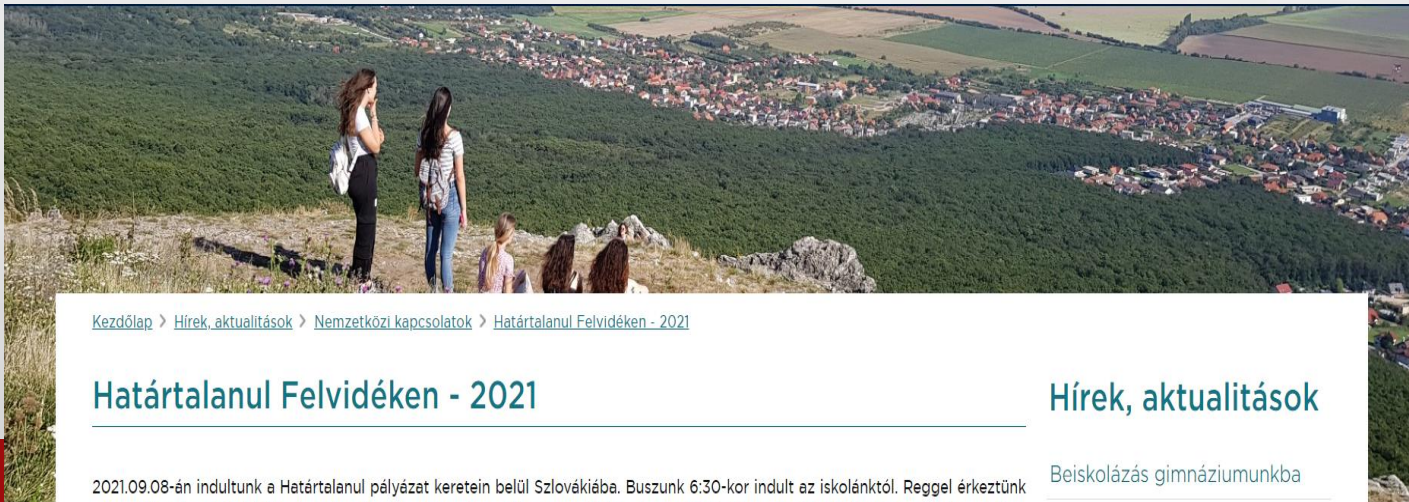 Kezdőlap > Hírek, aktualitások > Nemzetközi kapcsolatok > Határtalanul Felvidéken - 2021
Határtalanul Felvidéken - 2021
Hírek, aktualitások
Beiskolázás gimnáziumunkba
2021.09.08-án indultunk a Határtalanul pályázat keretein belül Szlovákiába. Buszunk 6:30-kor indult az iskolánktól. Reggel érkeztünk